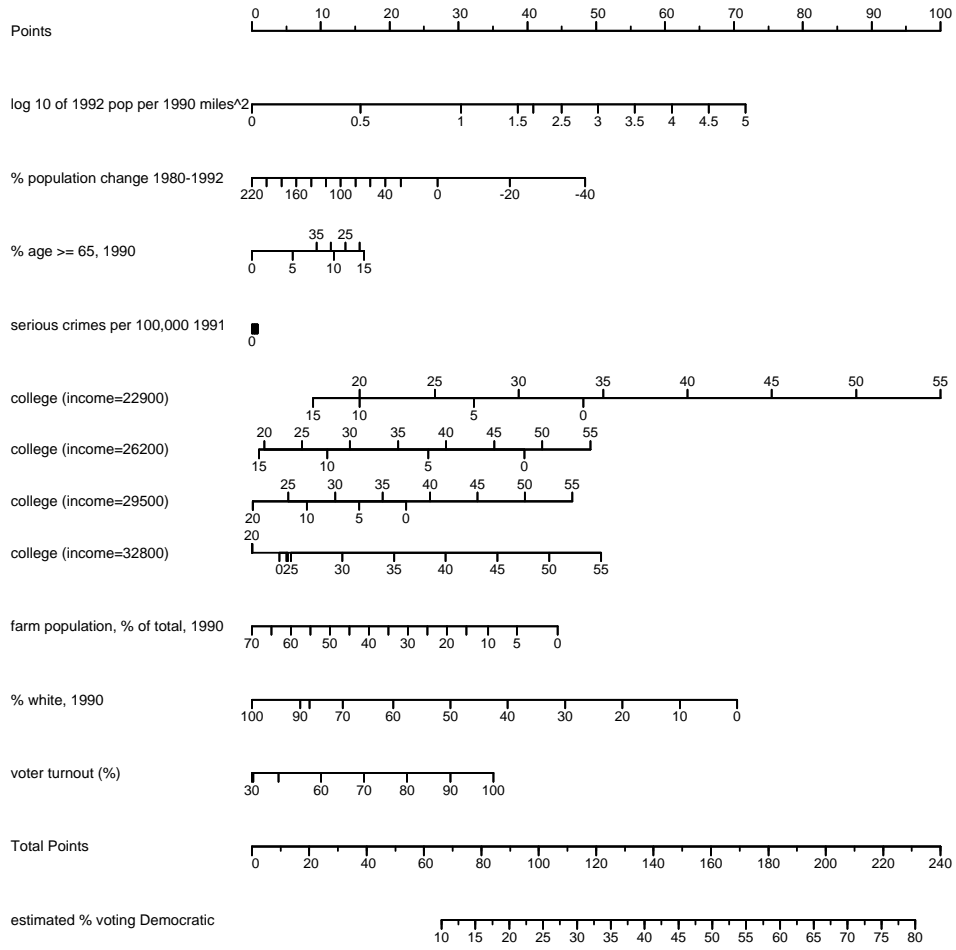 0 10 20 30 40 50 60 70 80 90 100
Points
log 10 of 1992 pop per 1990 miles^2
0 0.5 1 1.5 2.5 3 3.5 4 4.5 5
% population change 1980-1992
220 160 100 40 0 -20 -40
35 25
% age >= 65, 1990
0 5 10 15
serious crimes per 100,000 1991
0
20 25 30 35 40 45 50 55
college (income=22900)
15 10 5 0
20 25 30 35 40 45 50 55
college (income=26200)
15 10 5 0
25 30 35 40 45 50 55
college (income=29500)
20 10 5 0
20
college (income=32800)
025 30 35 40 45 50 55
farm population, % of total, 1990
70 60 50 40 30 20 10 5 0
% white, 1990
100 90 70 60 50 40 30 20 10 0
voter turnout (%)
30 60 70 80 90 100
Total Points
0 20 40 60 80 100 120 140 160 180 200 220 240
estimated % voting Democratic
10 15 20 25 30 35 40 45 50 55 60 65 70 75 80